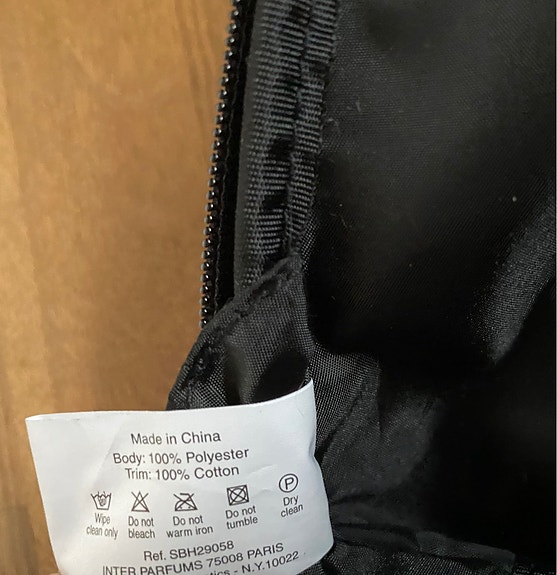 Made in China
Body: 100% Polyester
Trim: 100% Cotton
P
Wipe clean only
Do not bleach
Do not warm iron
Do not tumble
Dry clean
Ref. SBH29058
INTER PARFUMS 75008 PARIS
- N.Y.10022